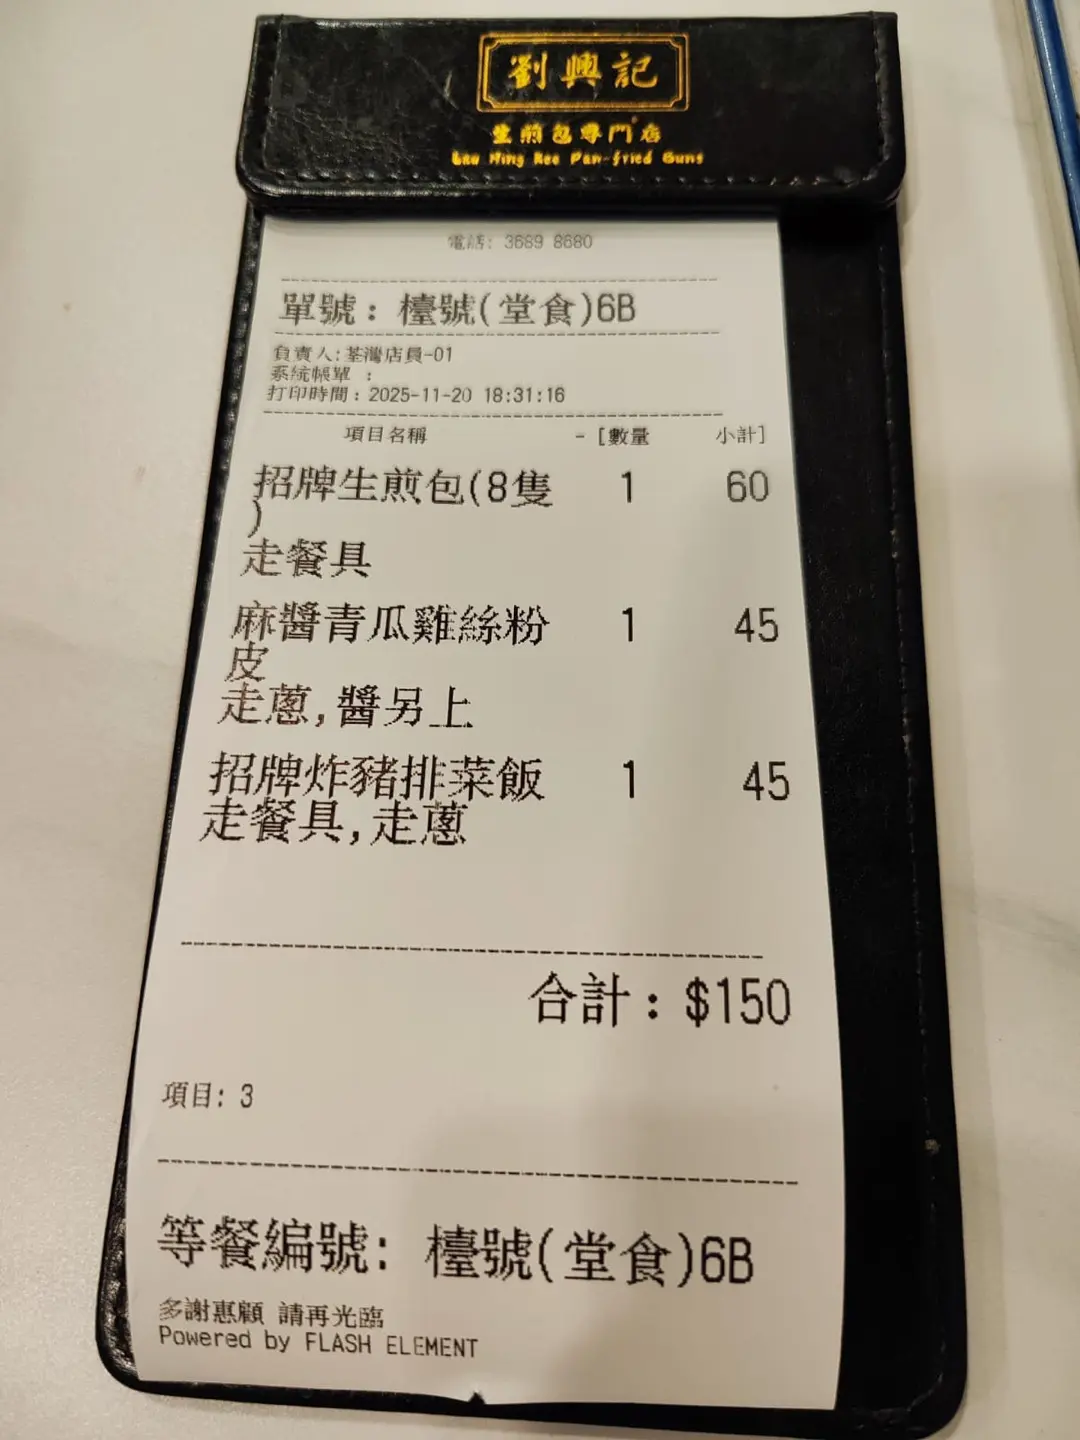 劉興記
生煎包專門店
Lau Hing Kee Pan-fried Buns
電話: 3689 8680
單號: 檯號(堂食)6B
負責人:荃灣店員-01
系統帳單 :
打印時間: 2025-11-20 18:31:16
項目名稱 - [數量 小計]
招牌生煎包(8隻 1 60
)
走餐具
麻醬青瓜雞絲粉 1 45
皮
走蔥,醬另上
招牌炸豬排菜飯 1 45
走餐具,走蔥
合計: $150
項目: 3
等餐編號: 檯號(堂食)6B
多謝惠顧 請再光臨
Powered by FLASH ELEMENT